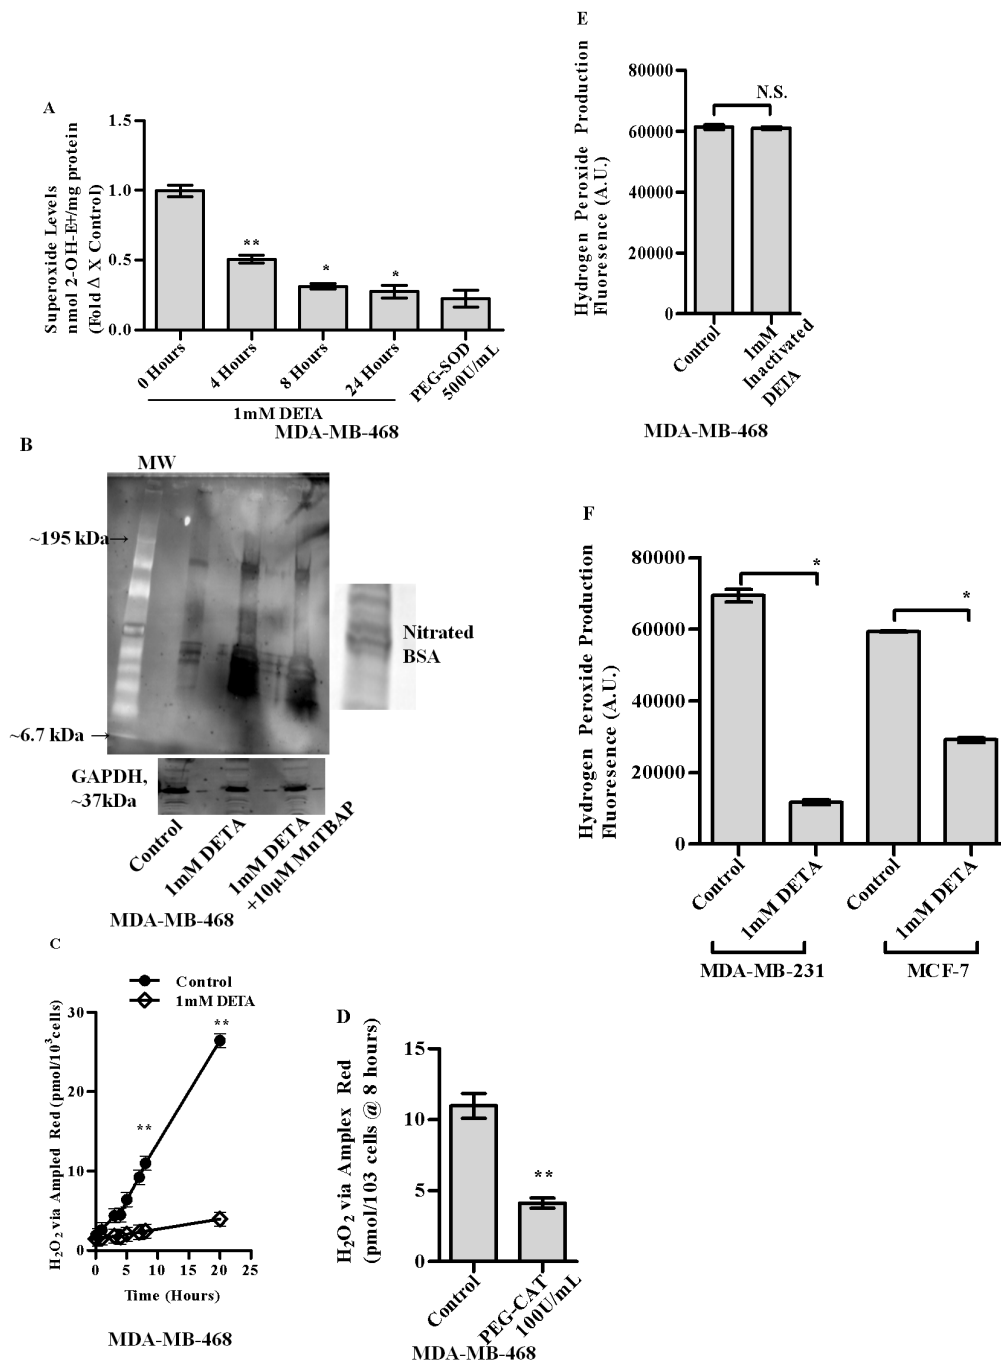 A
Superoxide Levels
nmol 2-OH-E+/mg protein
(Fold Δ X Control)
1.5
1.0
0.5
0.0
**
*
*
0 Hours
4 Hours
8 Hours
24 Hours
PEG-SOD
500U/mL
1mM DETA
MDA-MB-468
B
MW
~195 kDa→
~6.7 kDa →
Nitrated
BSA
GAPDH,
~37kDa
Control
1mM DETA
1mM DETA
+10µM MnTBAP
MDA-MB-468
C
Control
1mM DETA
H₂O₂ via Ampled Red (pmol/10³cells)
30
20
10
0
**
**
0
5
10
15
20
25
Time (Hours)
MDA-MB-468
D
H₂O₂ via Amplex Red
(pmol/103 cells @ 8 hours)
15
10
5
0
**
Control
PEG-CAT
100U/mL
MDA-MB-468
E
Hydrogen Peroxide Production
Fluoresence (A.U.)
80000
60000
40000
20000
0
N.S.
Control
1mM
Inactivated
DETA
MDA-MB-468
F
Hydrogen Peroxide Production
Fluoresence (A.U.)
80000
60000
40000
20000
0
*
*
Control
1mM DETA
Control
1mM DETA
MDA-MB-231
MCF-7